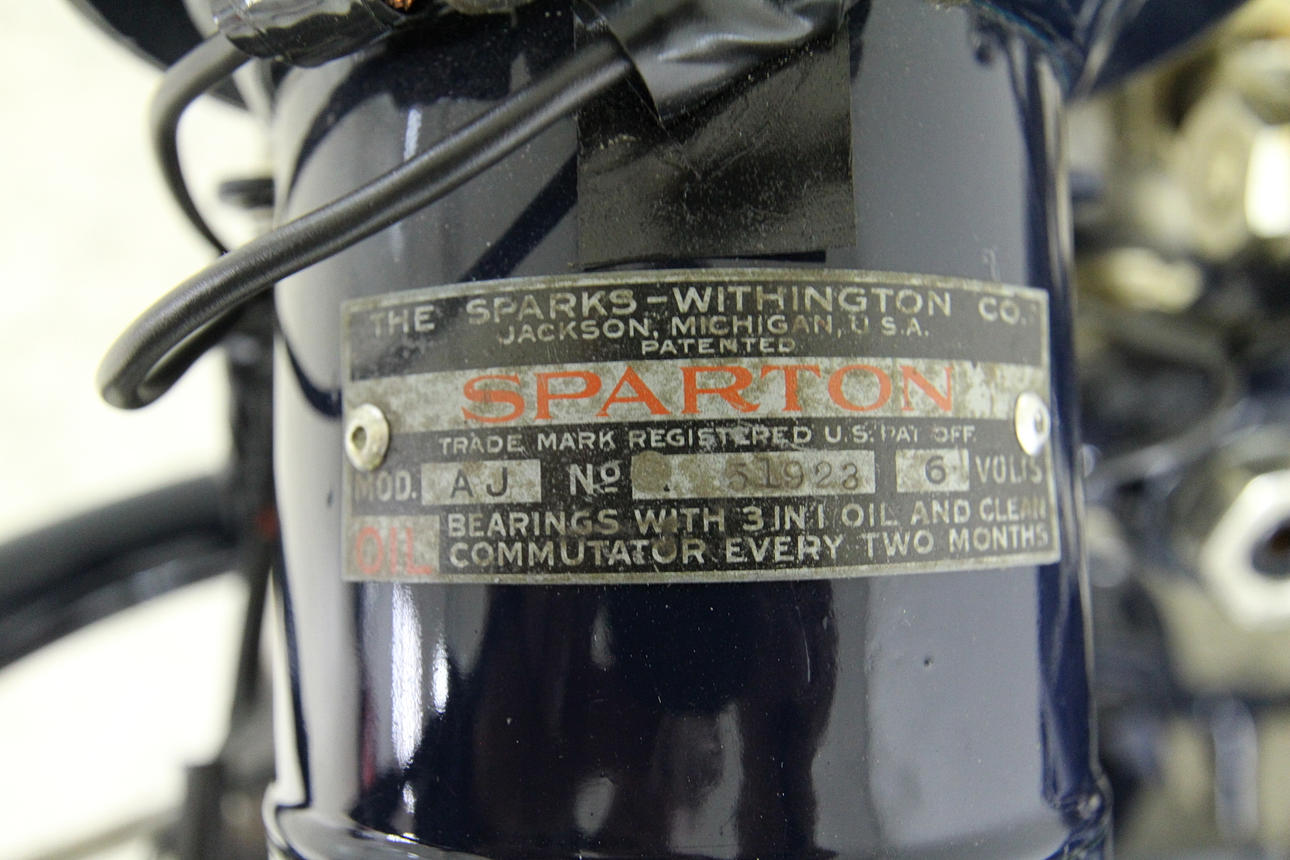 THE SPARKS-WITHINGTON CO.
JACKSON, MICHIGAN, U.S.A.
PATENTED
SPARTON
TRADE MARK REGISTERED U.S. PAT OFF.
MOD. AJ No 51923 6 VOLTS
OIL BEARINGS WITH 3 IN 1 OIL AND CLEAN
COMMUTATOR EVERY TWO MONTHS